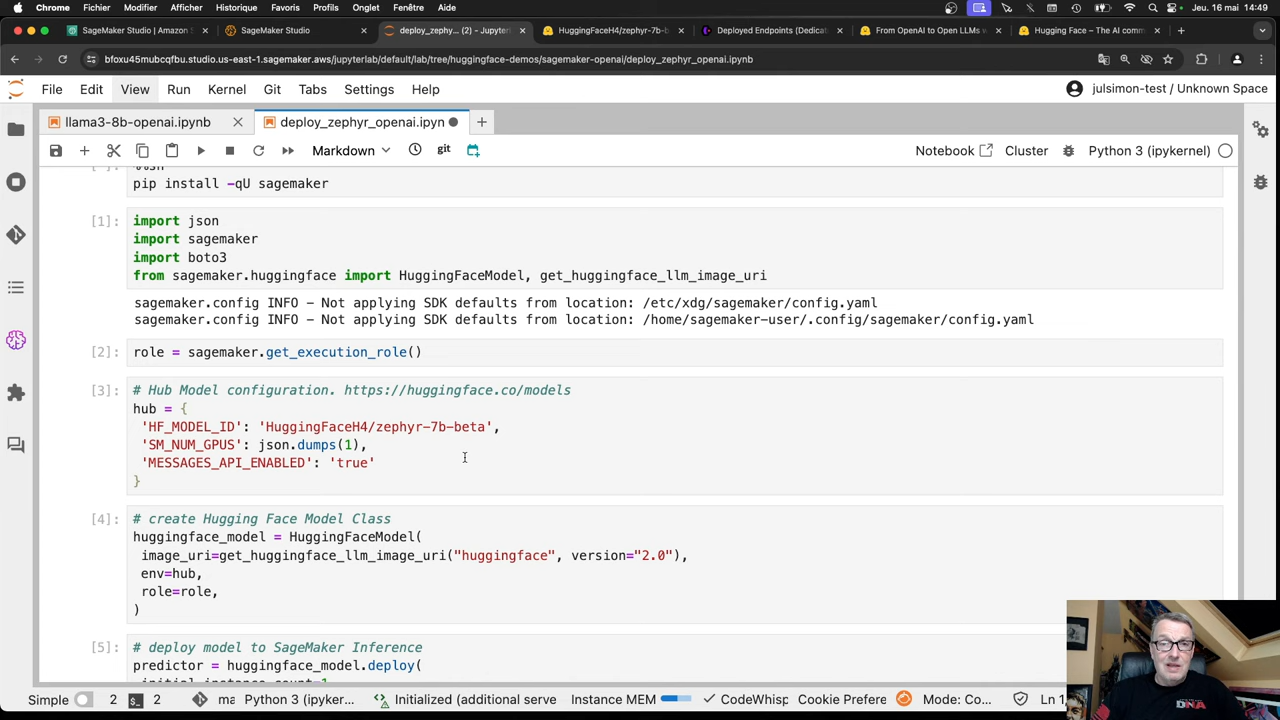 Chrome Fichier Modifier Afficher Historique Favoris Profils Onglet Fenêtre Aide Jeu. 16 mai 14:49
SageMaker Studio | Amazon S SageMaker Studio deploy_zephy... (2) - Jupyterl HuggingFaceH4/zephyr-7b-b Deployed Endpoints (Dedicat From OpenAI to Open LLMs w Hugging Face – The AI comm
bfoxu45mubcqfbu.studio.us-east-1.sagemaker.aws/jupyterlab/default/lab/tree/huggingface-demos/sagemaker-openai/deploy_zephyr_openai.ipynb
File Edit View Run Kernel Git Tabs Settings Help julsimon-test / Unknown Space
llama3-8b-openai.ipynb deploy_zephyr_openai.ipyn
Markdown git Notebook Cluster Python 3 (ipykernel)
pip install -qU sagemaker
[1]: import json
import sagemaker
import boto3
from sagemaker.huggingface import HuggingFaceModel, get_huggingface_llm_image_uri
sagemaker.config INFO - Not applying SDK defaults from location: /etc/xdg/sagemaker/config.yaml
sagemaker.config INFO - Not applying SDK defaults from location: /home/sagemaker-user/.config/sagemaker/config.yaml
[2]: role = sagemaker.get_execution_role()
[3]: # Hub Model configuration. https://huggingface.co/models
hub = {
'HF_MODEL_ID': 'HuggingFaceH4/zephyr-7b-beta',
'SM_NUM_GPUS': json.dumps(1),
'MESSAGES_API_ENABLED': 'true'
}
[4]: # create Hugging Face Model Class
huggingface_model = HuggingFaceModel(
image_uri=get_huggingface_llm_image_uri("huggingface", version="2.0"),
env=hub,
role=role,
)
[5]: # deploy model to SageMaker Inference
predictor = huggingface_model.deploy(
Simple 2 2 ma Python 3 (ipyker... Initialized (additional serve Instance MEM CodeWhisp Cookie Prefere Mode: Co... Ln 1